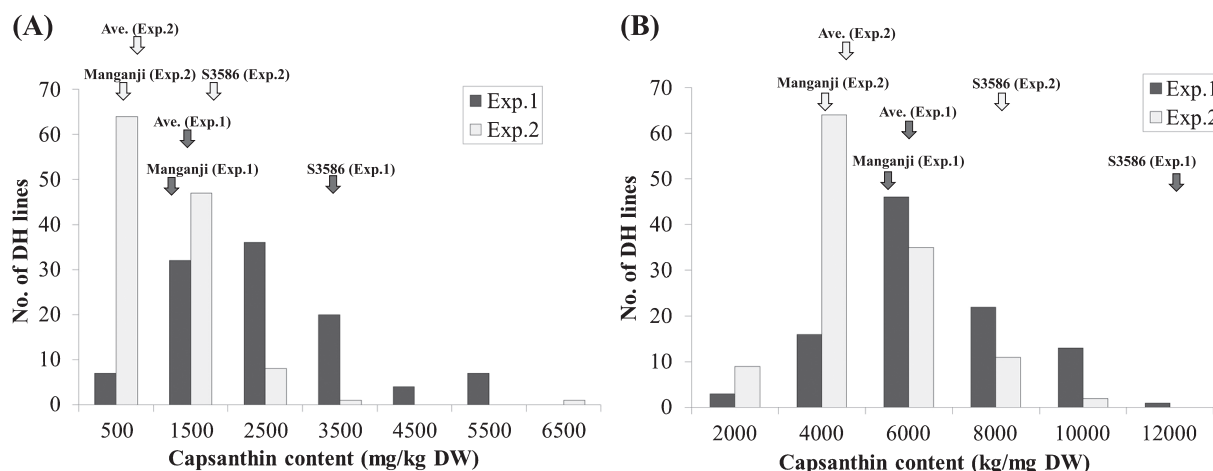 (A)
Ave. (Exp.2)
Manganji (Exp.2) S3586 (Exp.2)
Ave. (Exp.1)
Manganji (Exp.1) S3586 (Exp.1)
Exp.1
Exp.2
No. of DH lines
70
60
50
40
30
20
10
0
500 1500 2500 3500 4500 5500 6500
Capsanthin content (mg/kg DW)
(B)
Ave. (Exp.2)
Manganji (Exp.2) S3586 (Exp.2)
Ave. (Exp.1)
Manganji (Exp.1) S3586 (Exp.1)
Exp.1
Exp.2
No. of DH lines
70
60
50
40
30
20
10
0
2000 4000 6000 8000 10000 12000
Capsanthin content (kg/mg DW)